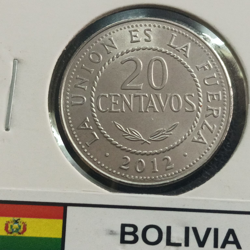 LA UNION ES LA FUERZA
20
CENTAVOS
2012
BOLIVIA